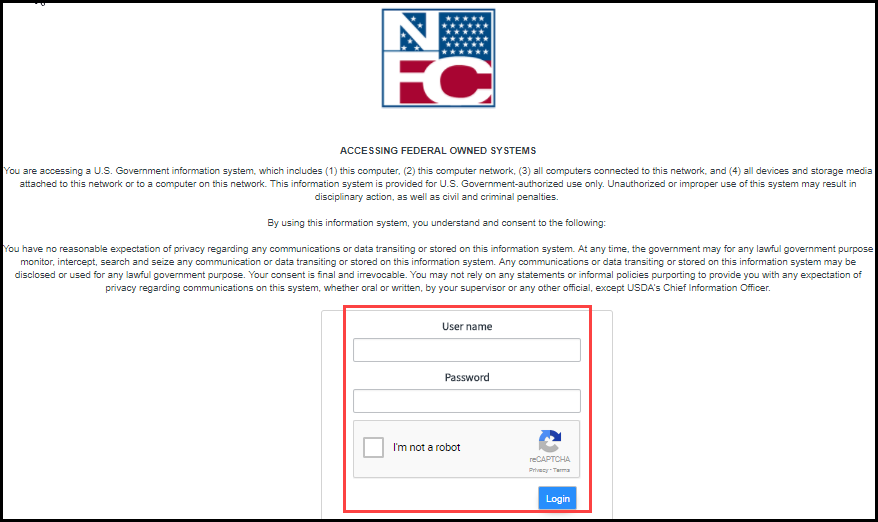 NFC
ACCESSING FEDERAL OWNED SYSTEMS
You are accessing a U.S. Government information system, which includes (1) this computer, (2) this computer network, (3) all computers connected to this network, and (4) all devices and storage media
attached to this network or to a computer on this network. This information system is provided for U.S. Government-authorized use only. Unauthorized or improper use of this system may result in
disciplinary action, as well as civil and criminal penalties.
By using this information system, you understand and consent to the following:
You have no reasonable expectation of privacy regarding any communications or data transiting or stored on this information system. At any time, the government may for any lawful government purpose
monitor, intercept, search and seize any communication or data transiting or stored on this information system. Any communications or data transiting or stored on this information system may be
disclosed or used for any lawful government purpose. Your consent is final and irrevocable. You may not rely on any statements or informal policies purporting to provide you with any expectation of
privacy regarding communications on this system, whether oral or written, by your supervisor or any other official, except USDA's Chief Information Officer.
User name
Password
I'm not a robot
reCAPTCHA
Privacy - Terms
Login